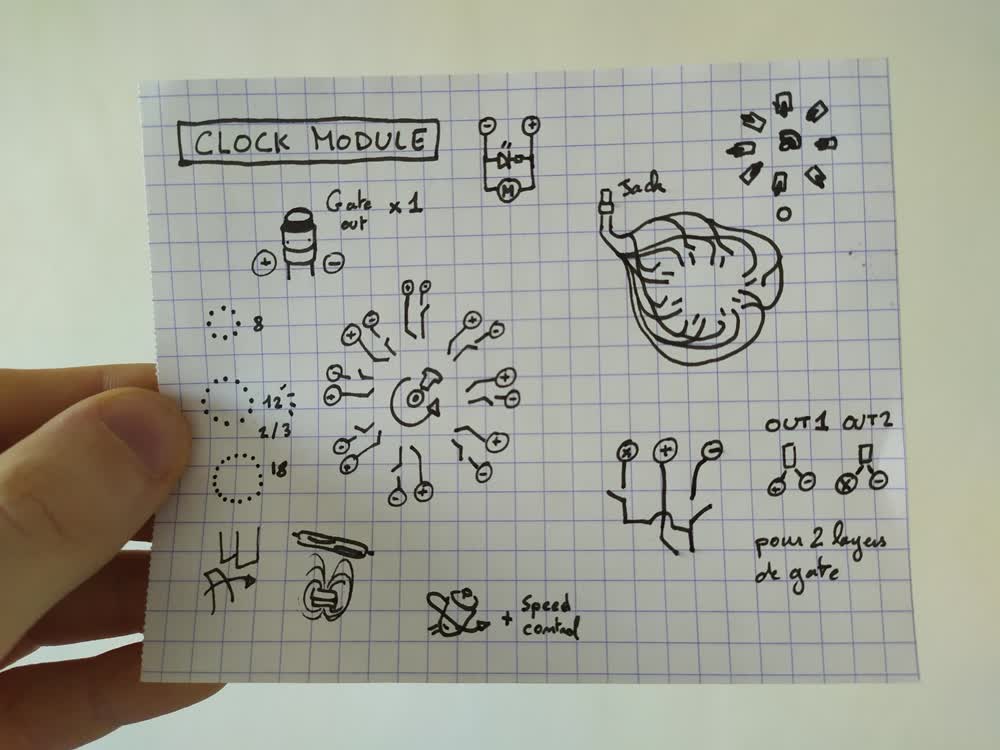 CLOCK MODULE
Gate x 1
out
Jack
8
12
2/3
18
OUT1 OUT2
pour 2 layers
de gate
+ Speed
control
M